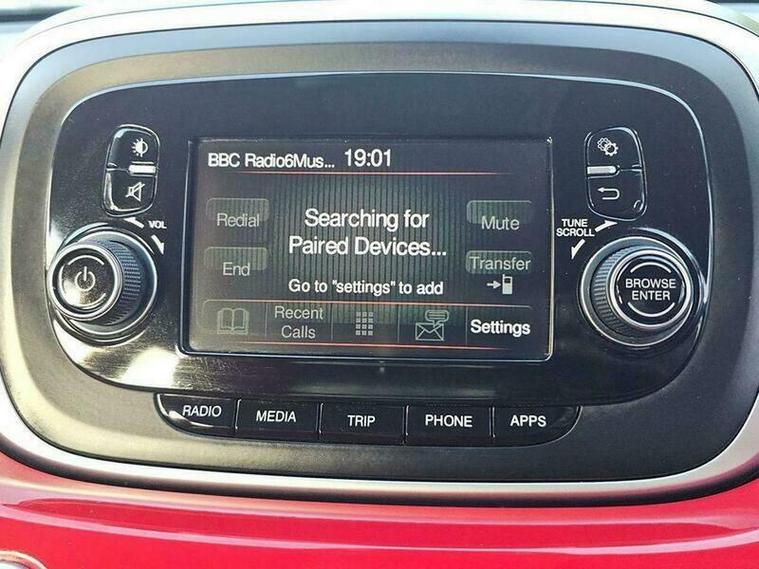 BBC Radio6Mus... 19:01
Redial
Searching for
Paired Devices...
Mute
End
Transfer
Go to "settings" to add
Recent
Calls
Settings
VOL
TUNE
SCROLL
BROWSE
ENTER
RADIO
MEDIA
TRIP
PHONE
APPS